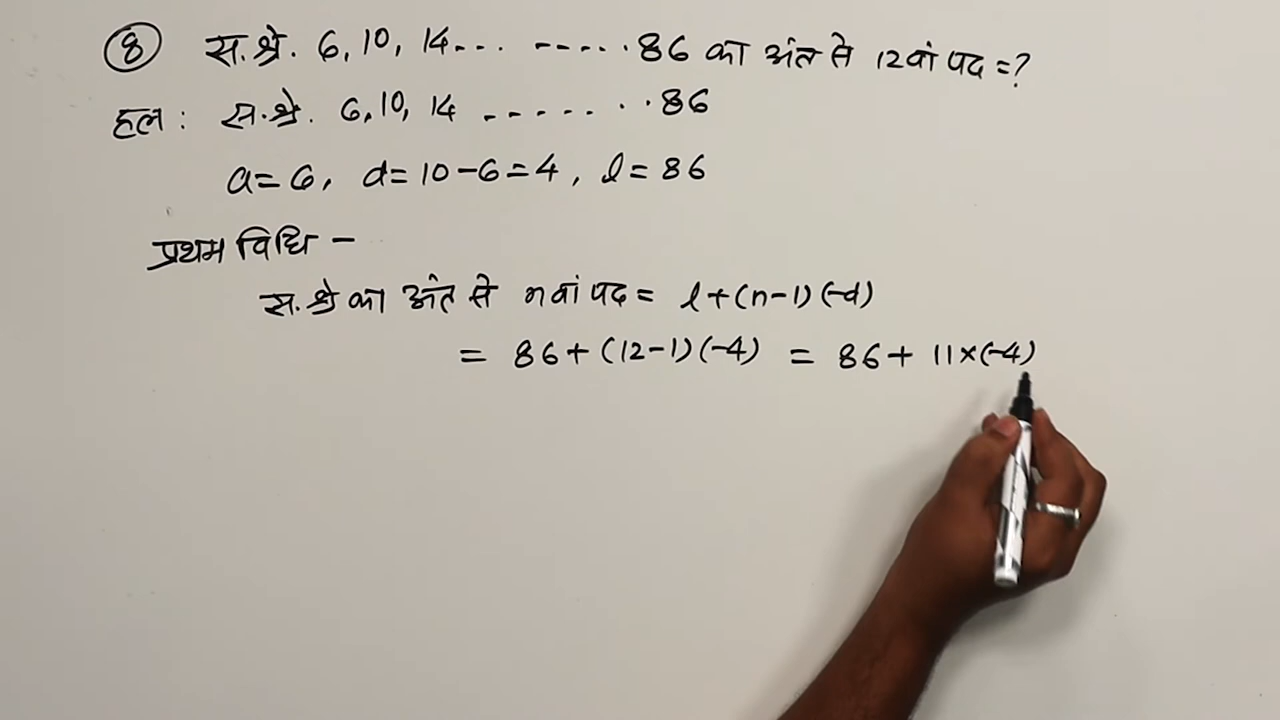 8 स.श्रे. 6, 10, 14... ......86 का अंत से 12वां पद =?
हल : स.श्रे. 6, 10, 14 .......86
a = 6, d = 10 - 6 = 4, l = 86
प्रथम विधि -
स.श्रे का अंत से nवां पद = l + (n-1)(-d)
= 86 + (12-1)(-4) = 86 + 11×(-4)